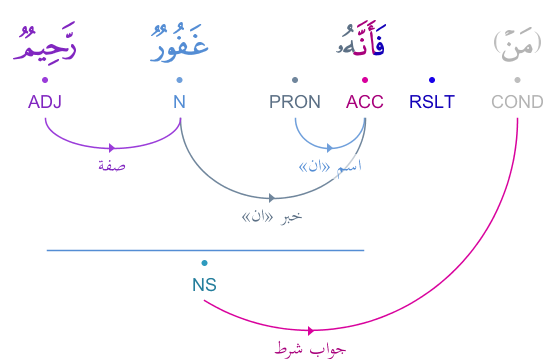 (مَن) فَأَنَّهُۥ غَفُورٌ رَّحِيمٌ
COND RSLT ACC PRON N ADJ
صفة اسم «ان»
خبر «ان»
NS
جواب شرط